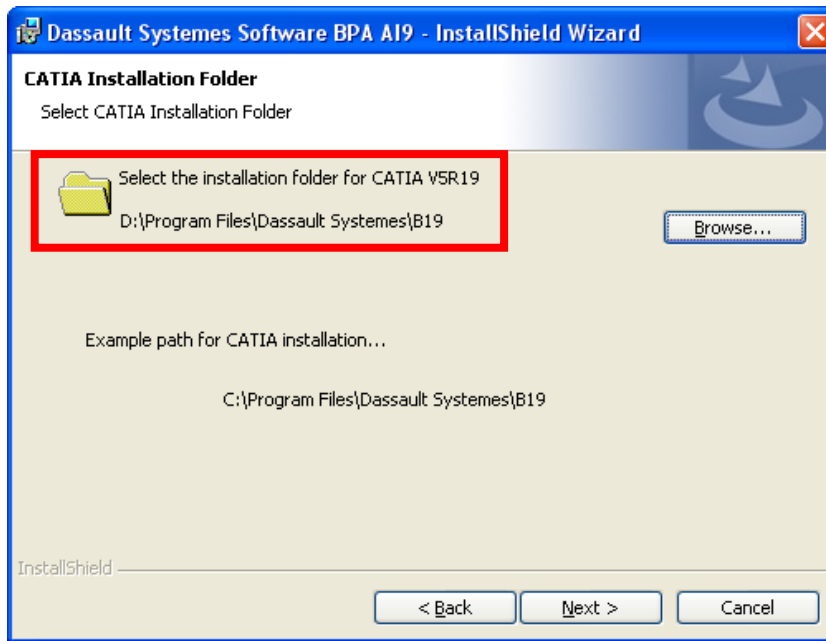 Dassault Systemes Software BPA AI9 - InstallShield Wizard
CATIA Installation Folder
Select CATIA Installation Folder
Select the installation folder for CATIA V5R19
D:\Program Files\Dassault Systemes\B19
Browse...
Example path for CATIA installation...
C:\Program Files\Dassault Systemes\B19
InstallShield
< Back
Next >
Cancel